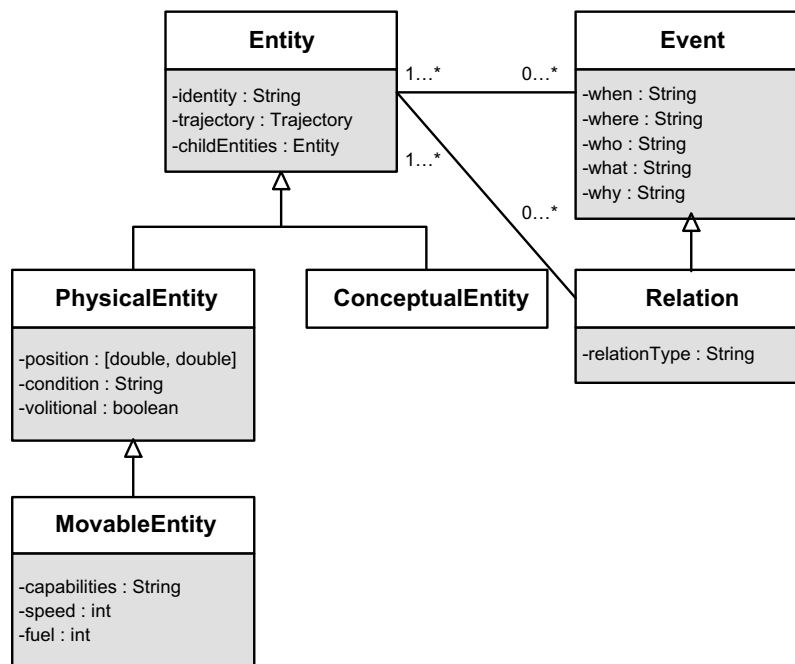 Entity
-identity : String
-trajectory : Trajectory
-childEntities : Entity
1...*
0...*
1...*
0...*
Event
-when : String
-where : String
-who : String
-what : String
-why : String
PhysicalEntity
-position : [double, double]
-condition : String
-volitional : boolean
ConceptualEntity
Relation
-relationType : String
MovableEntity
-capabilities : String
-speed : int
-fuel : int